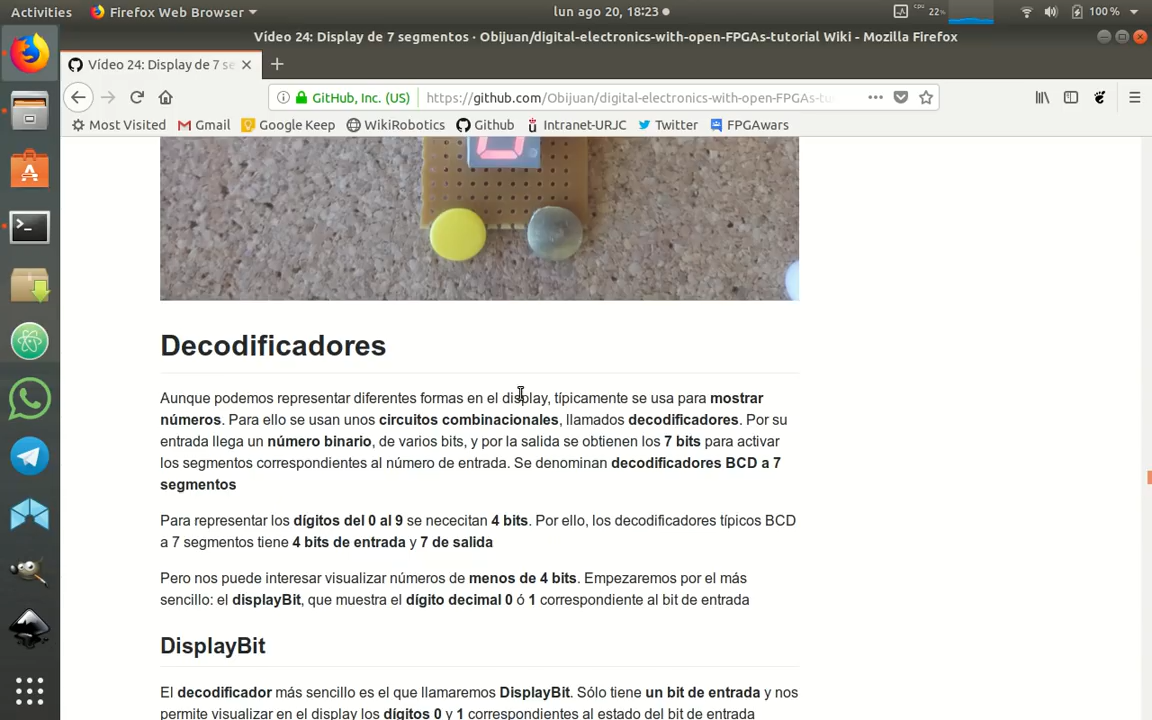 Activities Firefox Web Browser lun ago 20, 18:23 cpu 22% 100 %
Vídeo 24: Display de 7 segmentos · Obijuan/digital-electronics-with-open-FPGAs-tutorial Wiki - Mozilla Firefox
Vídeo 24: Display de 7 se
GitHub, Inc. (US) https://github.com/Obijuan/digital-electronics-with-open-FPGAs-tu
Most Visited Gmail Google Keep WikiRobotics Github Intranet-URJC Twitter FPGAwars
Decodificadores
Aunque podemos representar diferentes formas en el display, típicamente se usa para mostrar
números. Para ello se usan unos circuitos combinacionales, llamados decodificadores. Por su
entrada llega un número binario, de varios bits, y por la salida se obtienen los 7 bits para activar
los segmentos correspondientes al número de entrada. Se denominan decodificadores BCD a 7
segmentos
Para representar los dígitos del 0 al 9 se nececitan 4 bits. Por ello, los decodificadores típicos BCD
a 7 segmentos tiene 4 bits de entrada y 7 de salida
Pero nos puede interesar visualizar números de menos de 4 bits. Empezaremos por el más
sencillo: el displayBit, que muestra el dígito decimal 0 ó 1 correspondiente al bit de entrada
DisplayBit
El decodificador más sencillo es el que llamaremos DisplayBit. Sólo tiene un bit de entrada y nos
permite visualizar en el display los dígitos 0 y 1 correspondientes al estado del bit de entrada